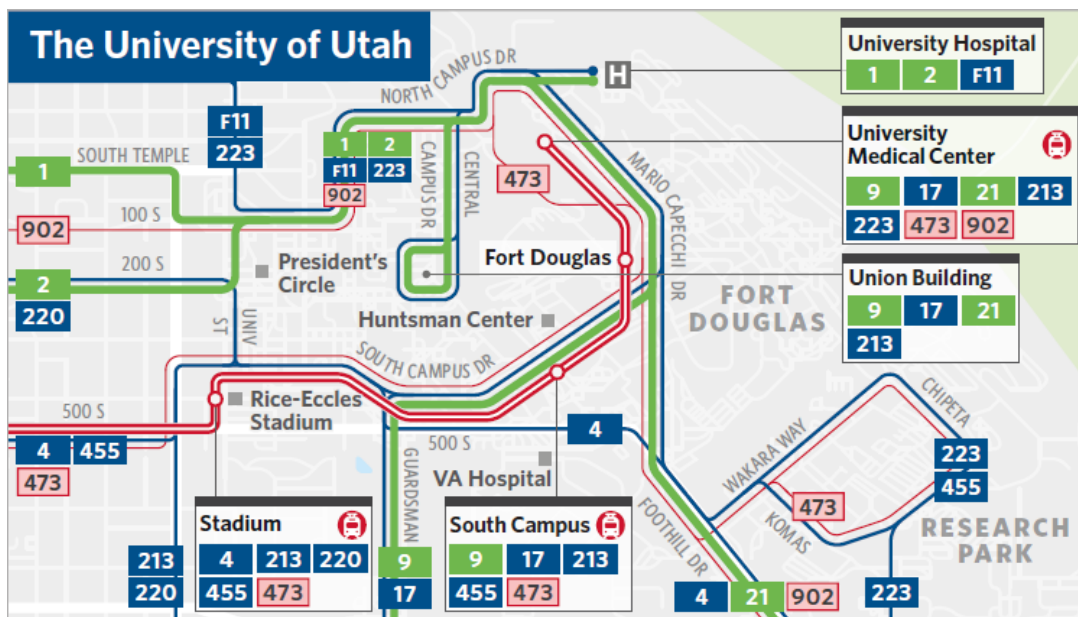 The University of Utah
University Hospital
1 2 F11
H
NORTH CAMPUS DR
F11
223
1 2
F11 223
902
University
Medical Center
9 17 21 213
223 473 902
1
SOUTH TEMPLE
CAMPUS DR
CENTRAL
473
MARIO CAPECCHI DR
902
100 S
200 S
2
220
President's
Circle
Fort Douglas
Union Building
9 17 21
213
FORT
DOUGLAS
UNIV
ST
Huntsman Center
SOUTH CAMPUS DR
Rice-Eccles
Stadium
500 S
4 455
473
500 S
4
VA Hospital
GUARDSMAN
WAKARA WAY
CHIPETA
223
455
473
KOMAS
RESEARCH
PARK
FOOTHILL DR
Stadium
4 213 220
455 473
South Campus
9 17 213
455 473
213
220
9
17
4 21 902
223